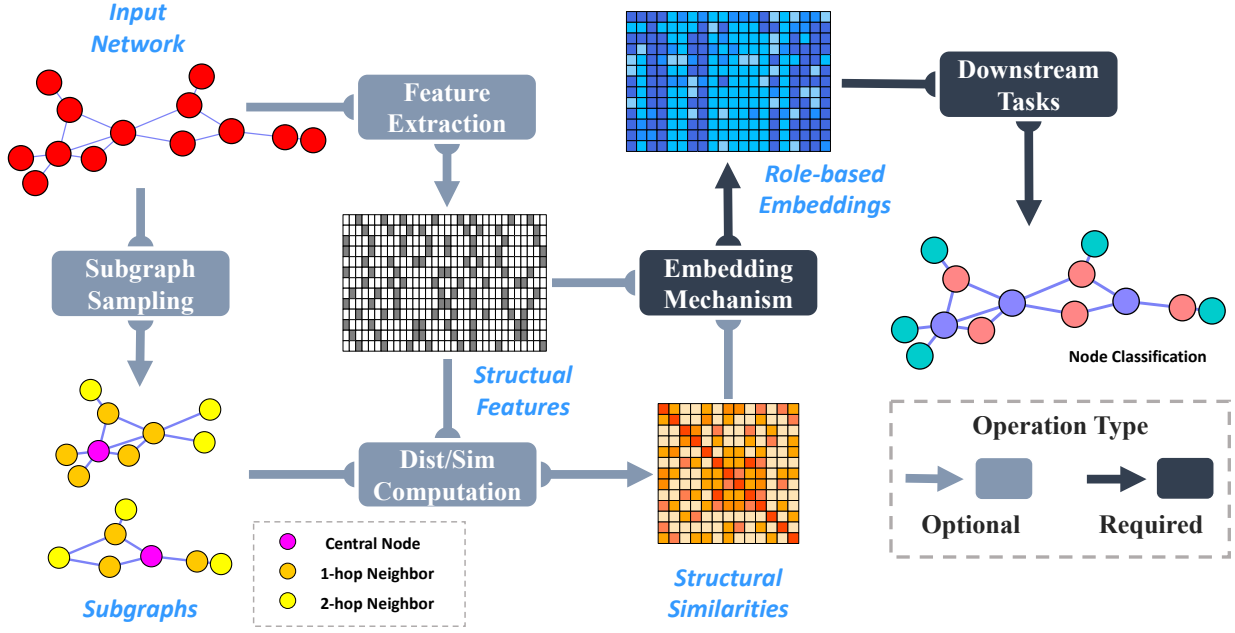 Input
Network
Feature
Extraction
Downstream
Tasks
Role-based
Embeddings
Subgraph
Sampling
Embedding
Mechanism
Structual
Features
Node Classification
Dist/Sim
Computation
Operation Type
Optional
Required
Central Node
1-hop Neighbor
2-hop Neighbor
Subgraphs
Structural
Similarities